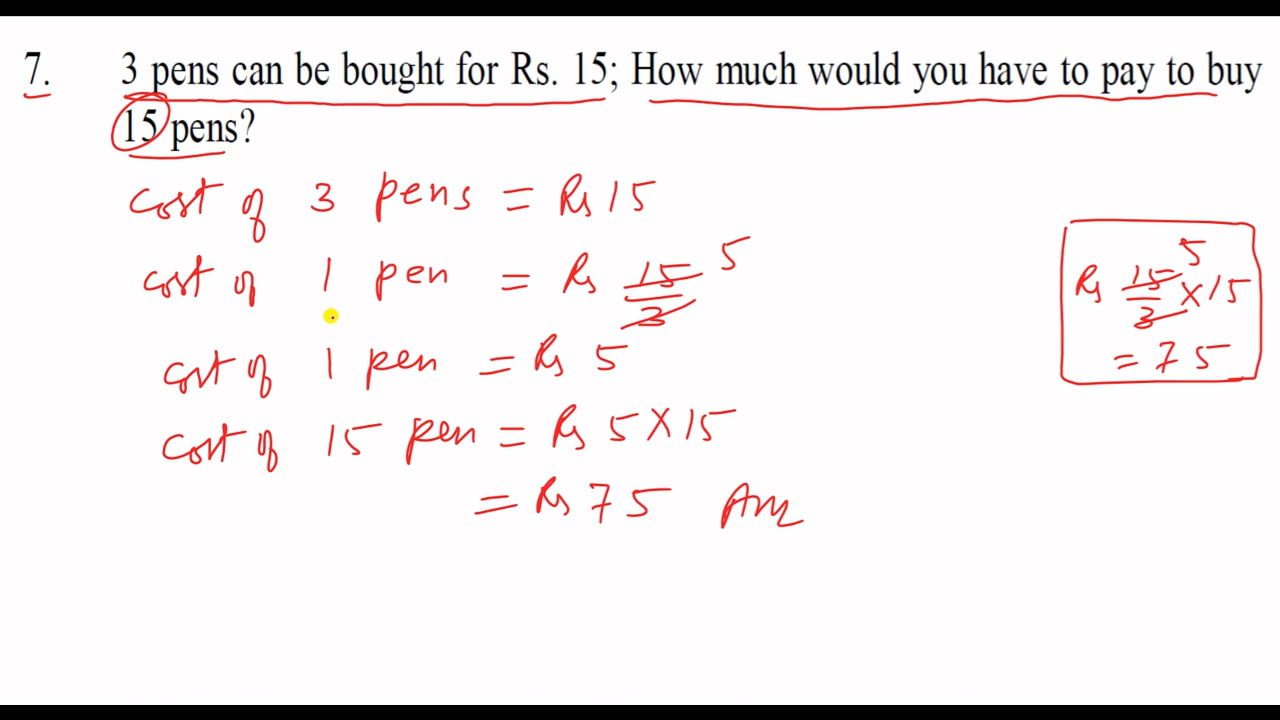 7. 3 pens can be bought for Rs. 15; How much would you have to pay to buy
15 pens?
cost of 3 pens = Rs 15
cost of 1 pen = Rs 15/3 5
cost of 1 pen = Rs 5
cost of 15 pen = Rs 5 × 15
= Rs 75 Ans
Rs 15/3 5 × 15
= 75